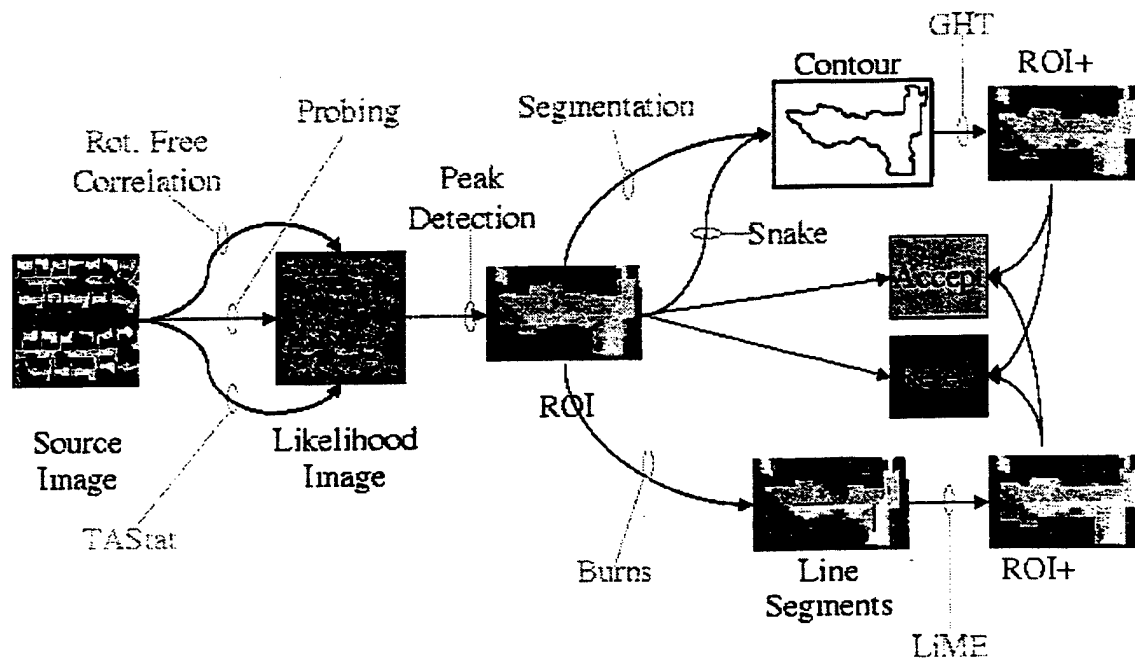 GHT
Contour
ROI+
Segmentation
Probing
Rot. Free
Correlation
Peak
Detection
Snake
Accept
ROI
Source
Image
Likelihood
Image
TAStat
Burns
Line
Segments
ROI+
LiME